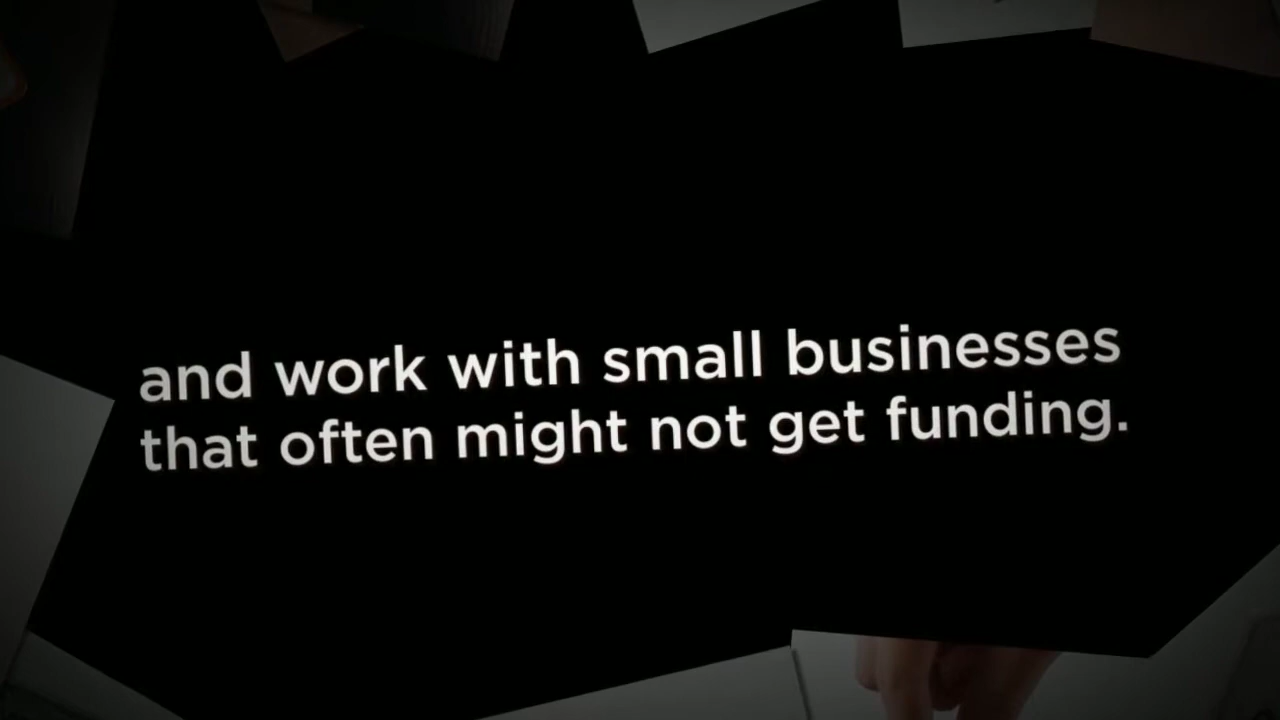 and work with small businesses
that often might not get funding.